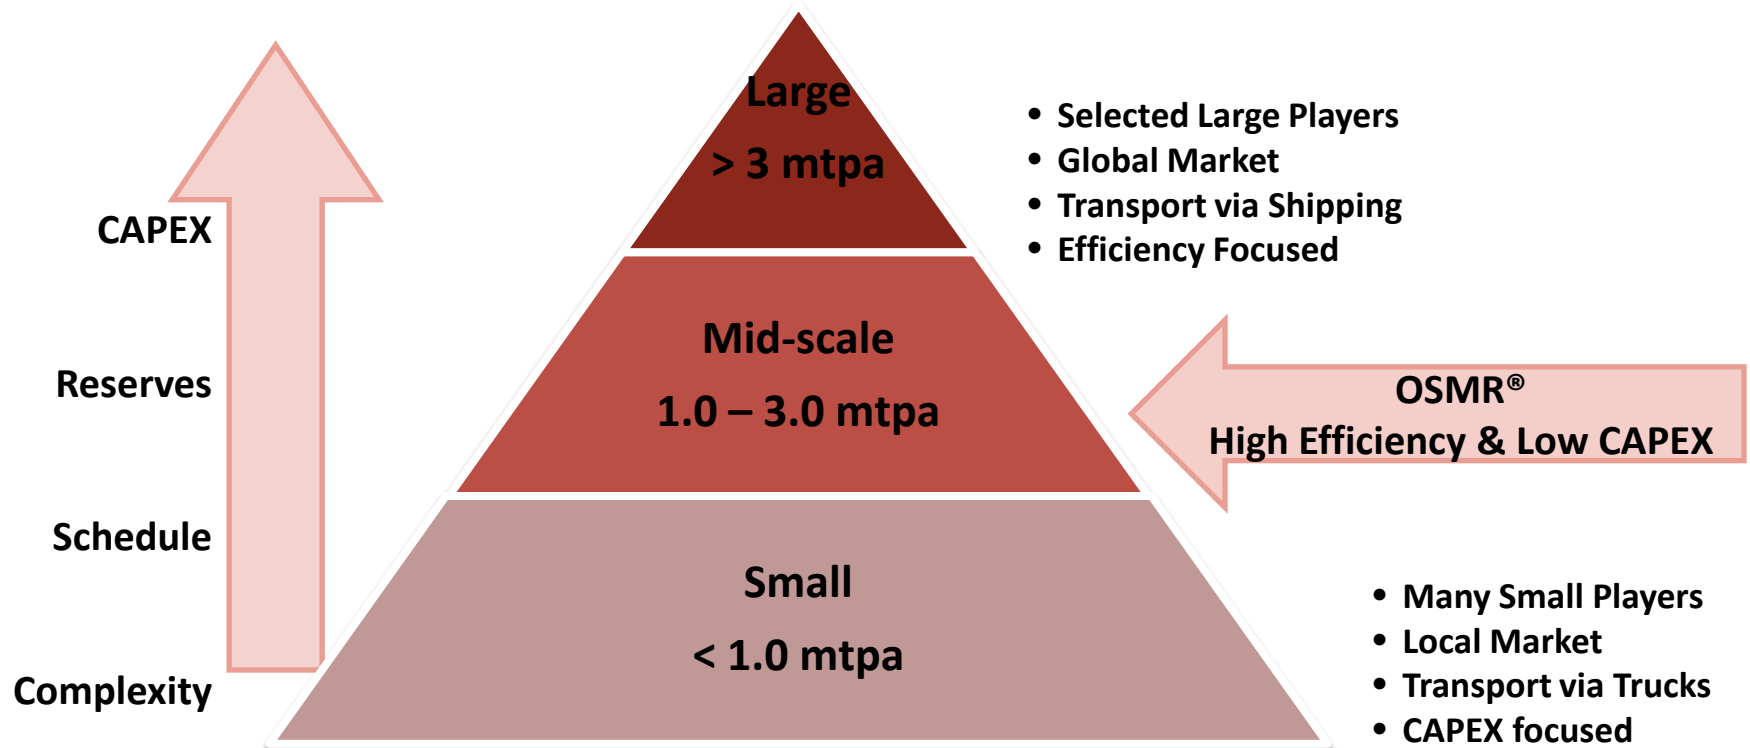 Large
> 3 mtpa
• Selected Large Players
• Global Market
• Transport via Shipping
• Efficiency Focused
CAPEX
Reserves
Schedule
Complexity
Mid-scale
1.0 – 3.0 mtpa
OSMR®
High Efficiency & Low CAPEX
Small
< 1.0 mtpa
• Many Small Players
• Local Market
• Transport via Trucks
• CAPEX focused